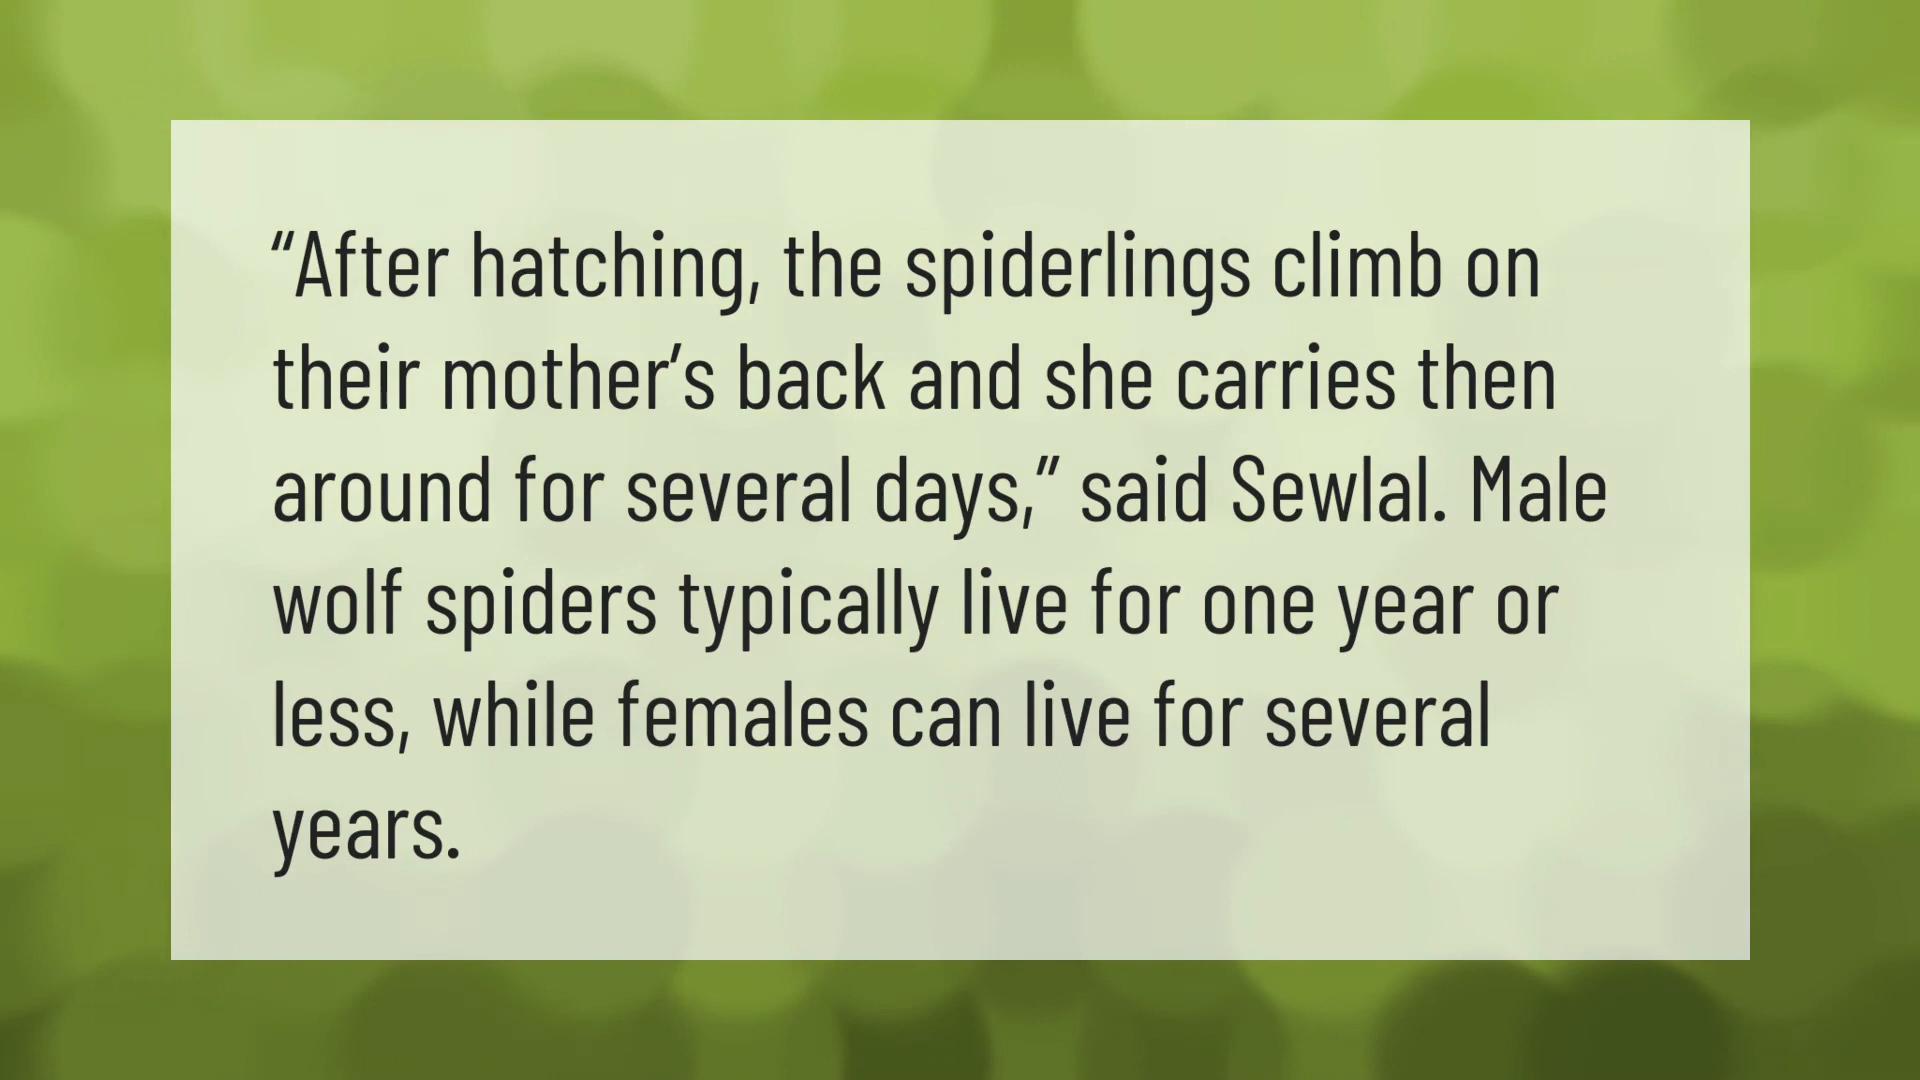 “After hatching, the spiderlings climb on
their mother’s back and she carries then
around for several days,” said Sewlal. Male
wolf spiders typically live for one year or
less, while females can live for several
years.